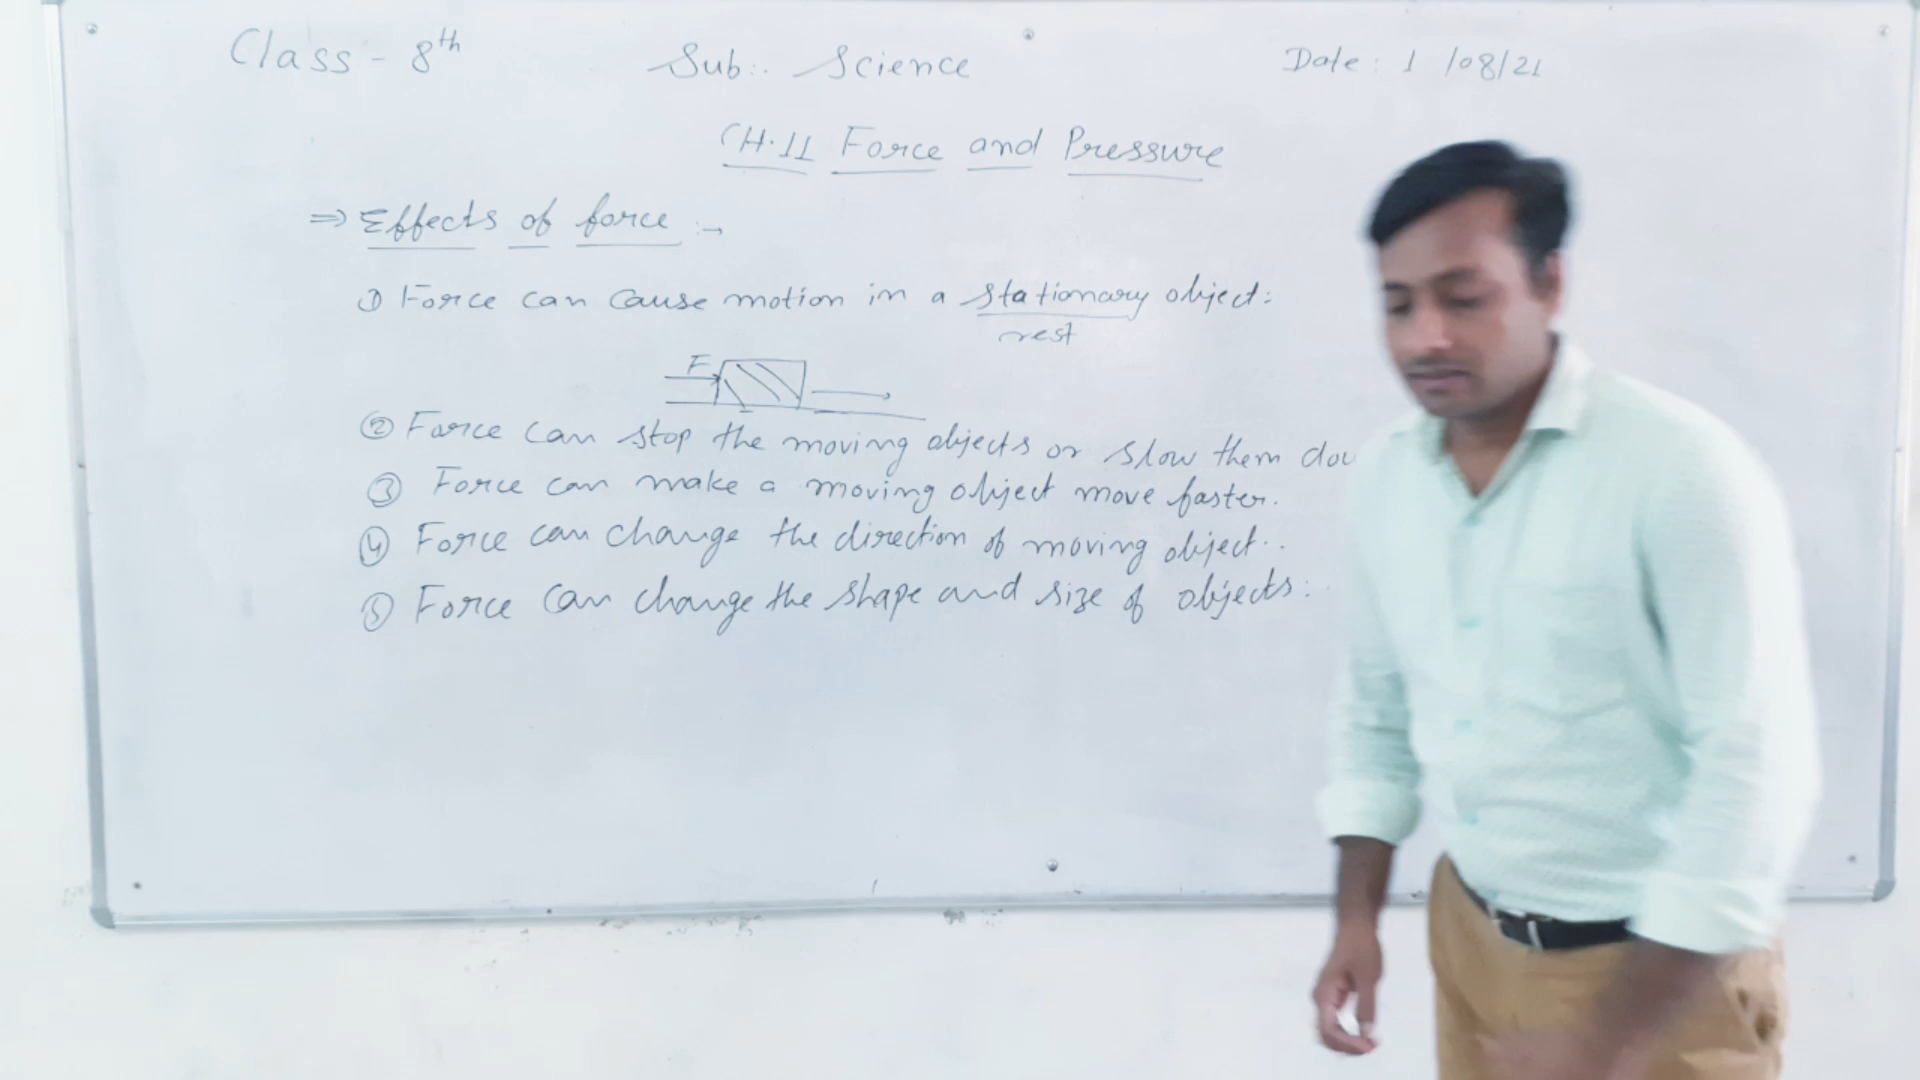 Class - 8th
Sub:. Science
Date: 1 /08/21
CH.11 Force and Pressure
⇒ Effects of force :→
① Force can cause motion in a stationary object:
rest
F
② Force can stop the moving objects or slow them dow
③ Force can make a moving object move faster.
④ Force can change the direction of moving object..
⑤ Force can change the shape and size of objects: